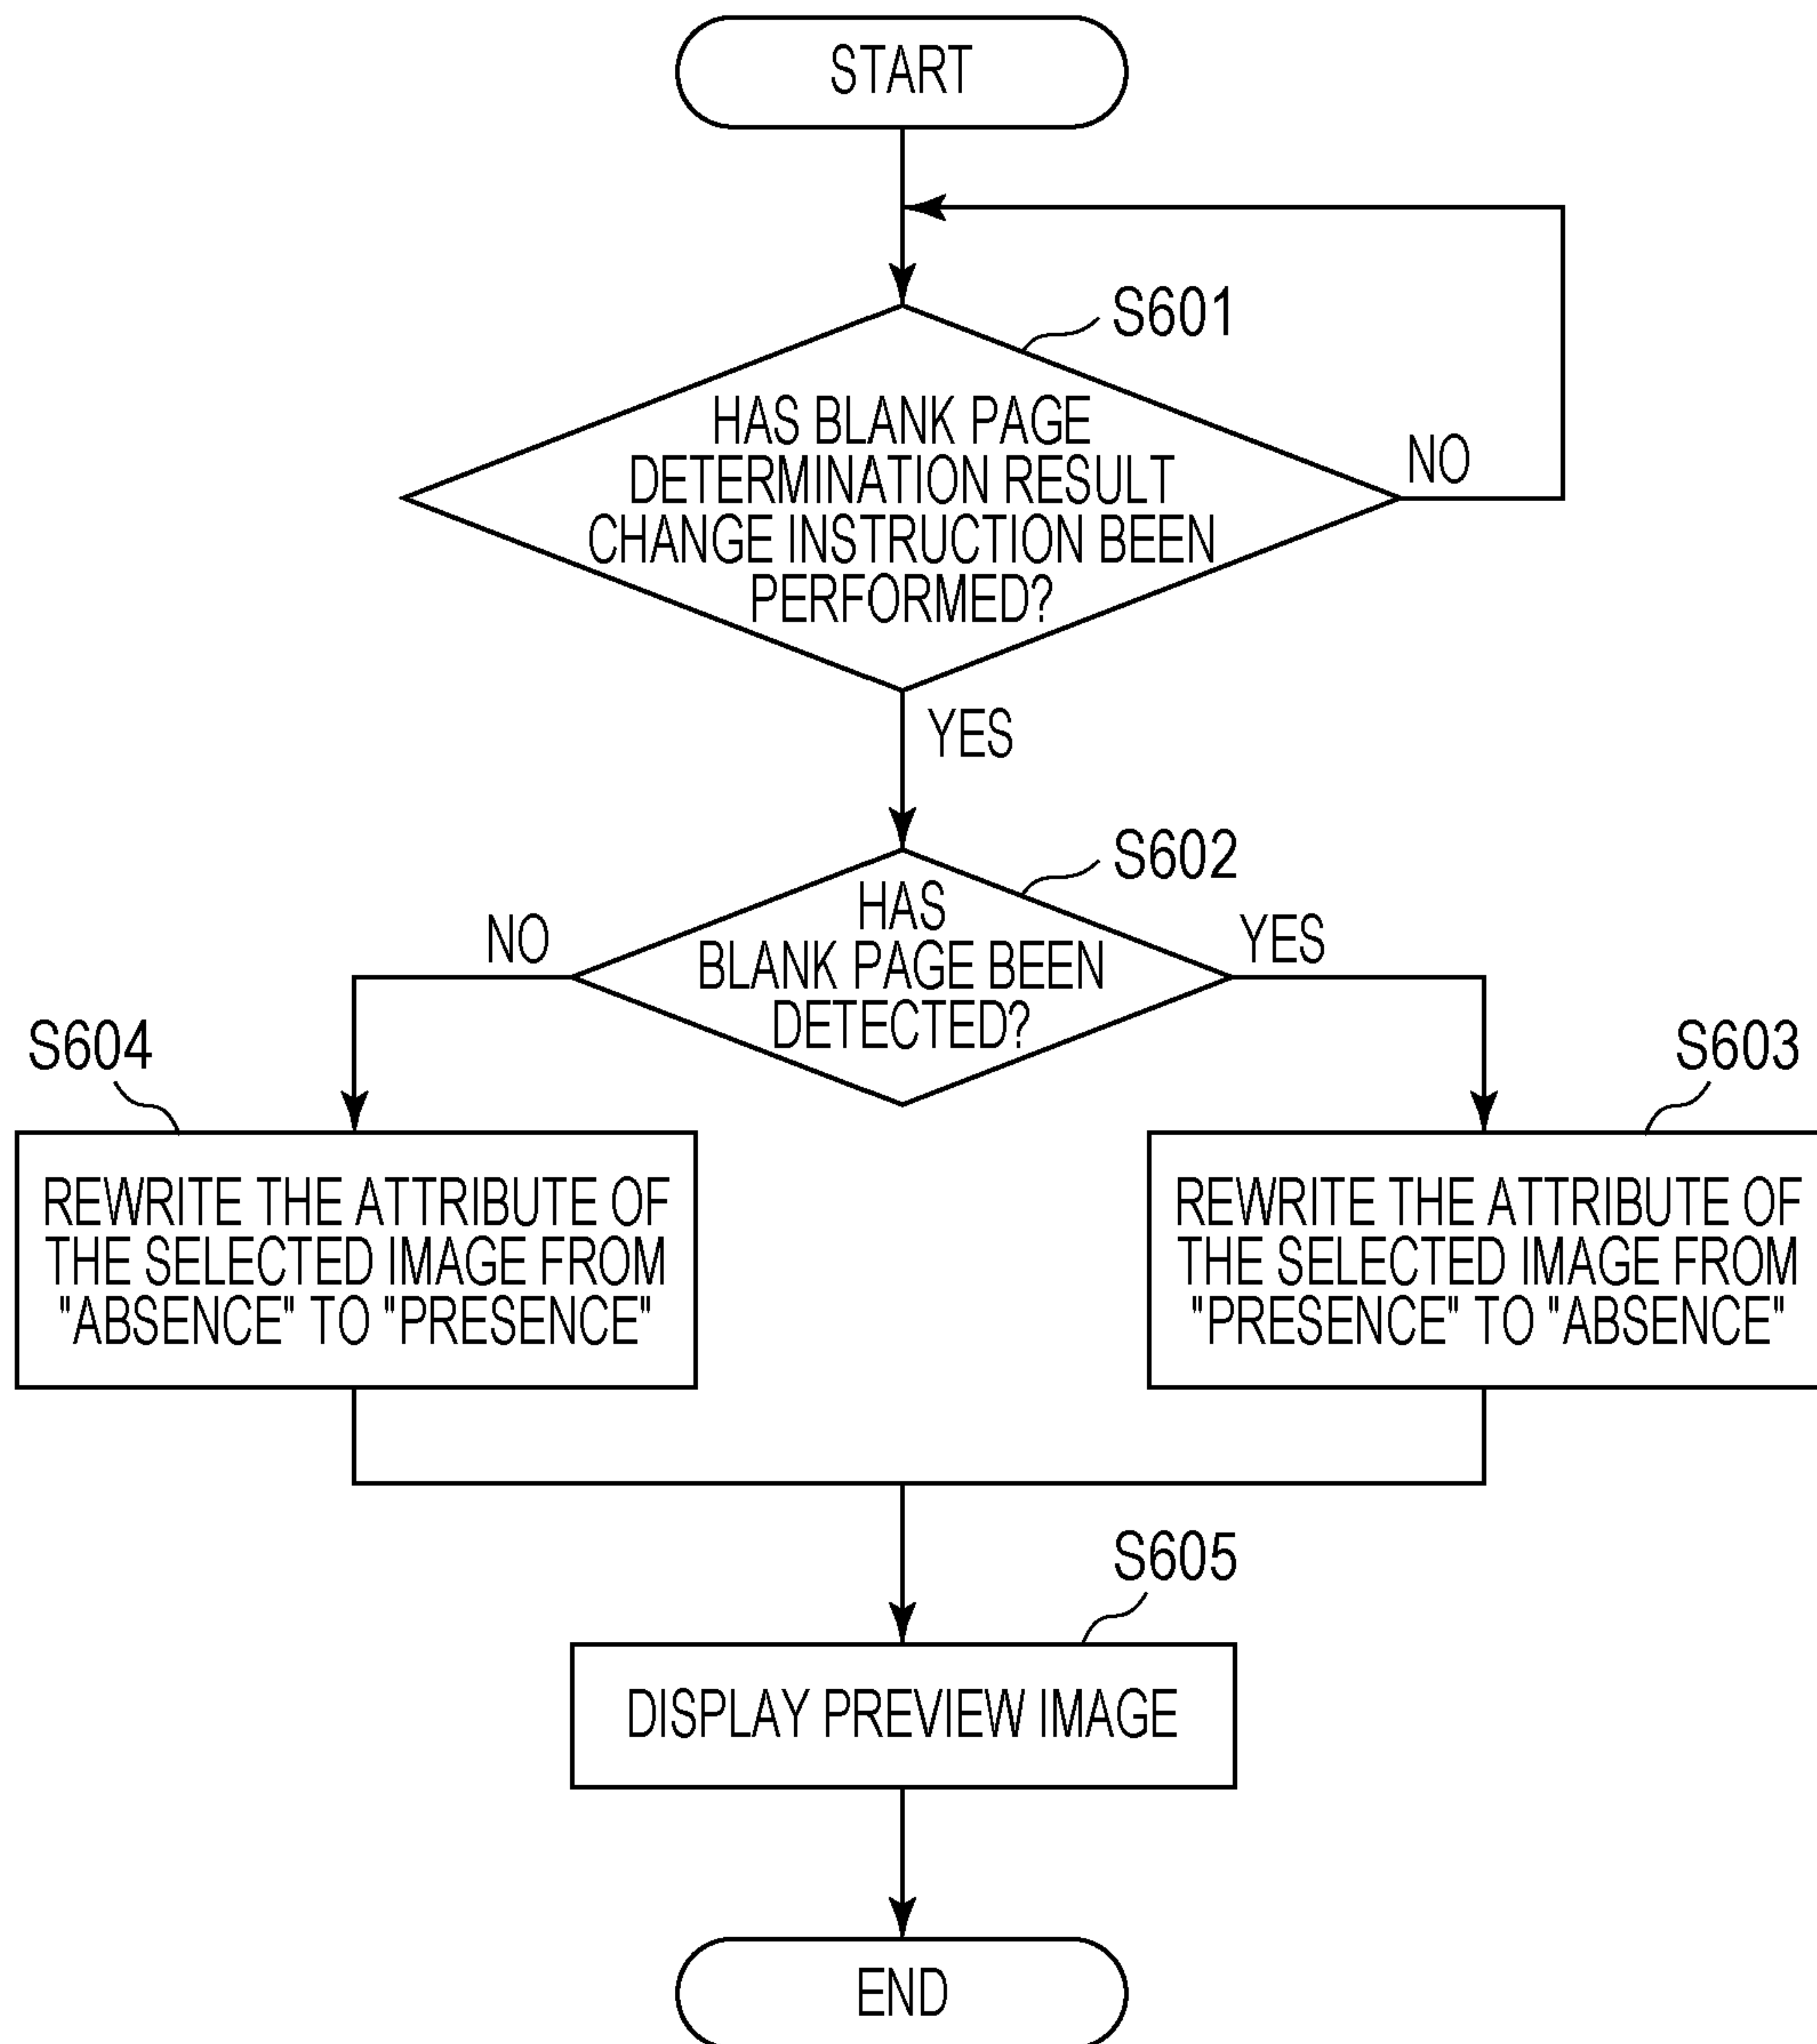 START
S601
HAS BLANK PAGE
DETERMINATION RESULT
CHANGE INSTRUCTION BEEN
PERFORMED?
NO
YES
S602
HAS
BLANK PAGE BEEN
DETECTED?
NO
YES
S604
S603
REWRITE THE ATTRIBUTE OF
THE SELECTED IMAGE FROM
"ABSENCE" TO "PRESENCE"
REWRITE THE ATTRIBUTE OF
THE SELECTED IMAGE FROM
"PRESENCE" TO "ABSENCE"
S605
DISPLAY PREVIEW IMAGE
END